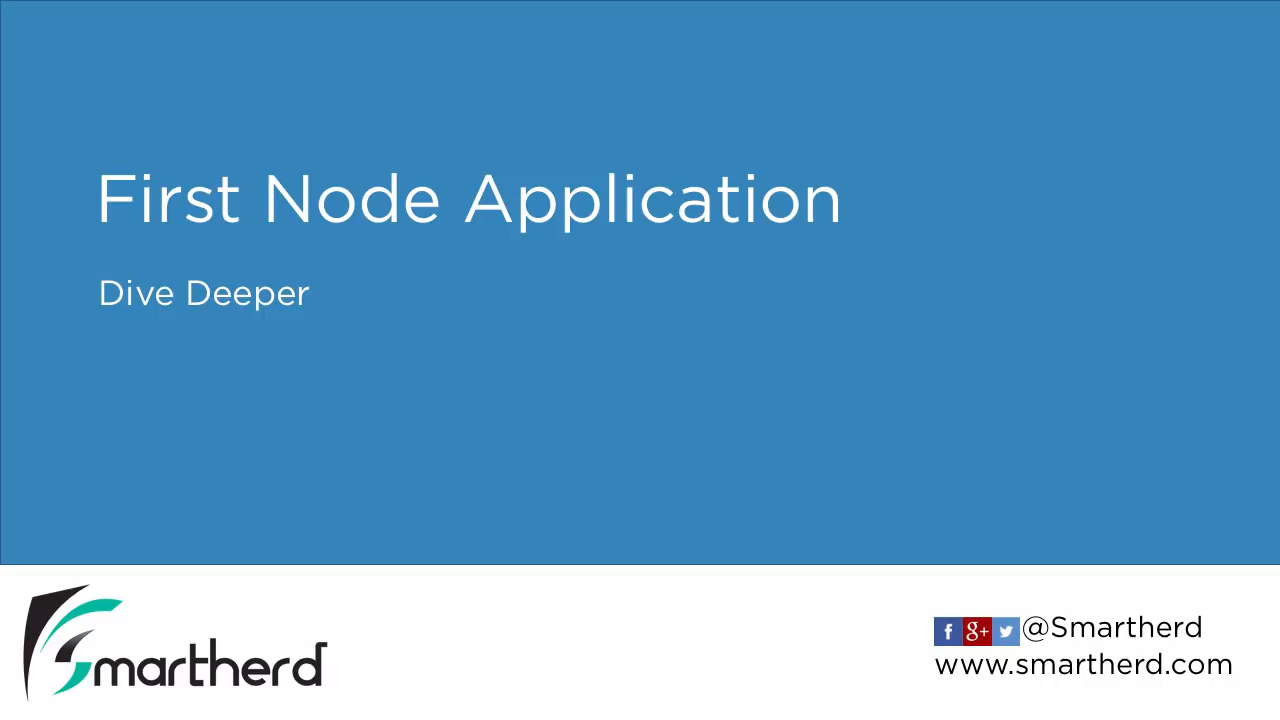 First Node Application
Dive Deeper
Smartherd
f g+ @Smartherd
www.smartherd.com